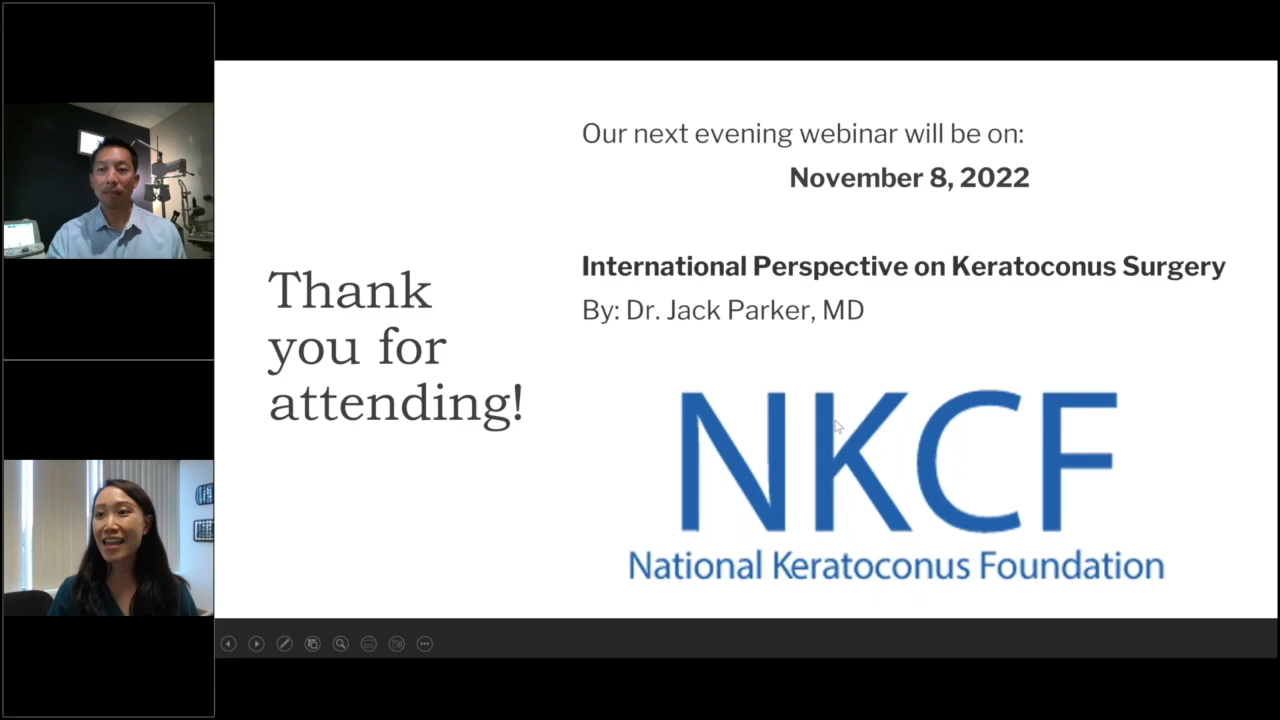 Thank
you for
attending!
Our next evening webinar will be on:
November 8, 2022
International Perspective on Keratoconus Surgery
By: Dr. Jack Parker, MD
NKCF
National Keratoconus Foundation